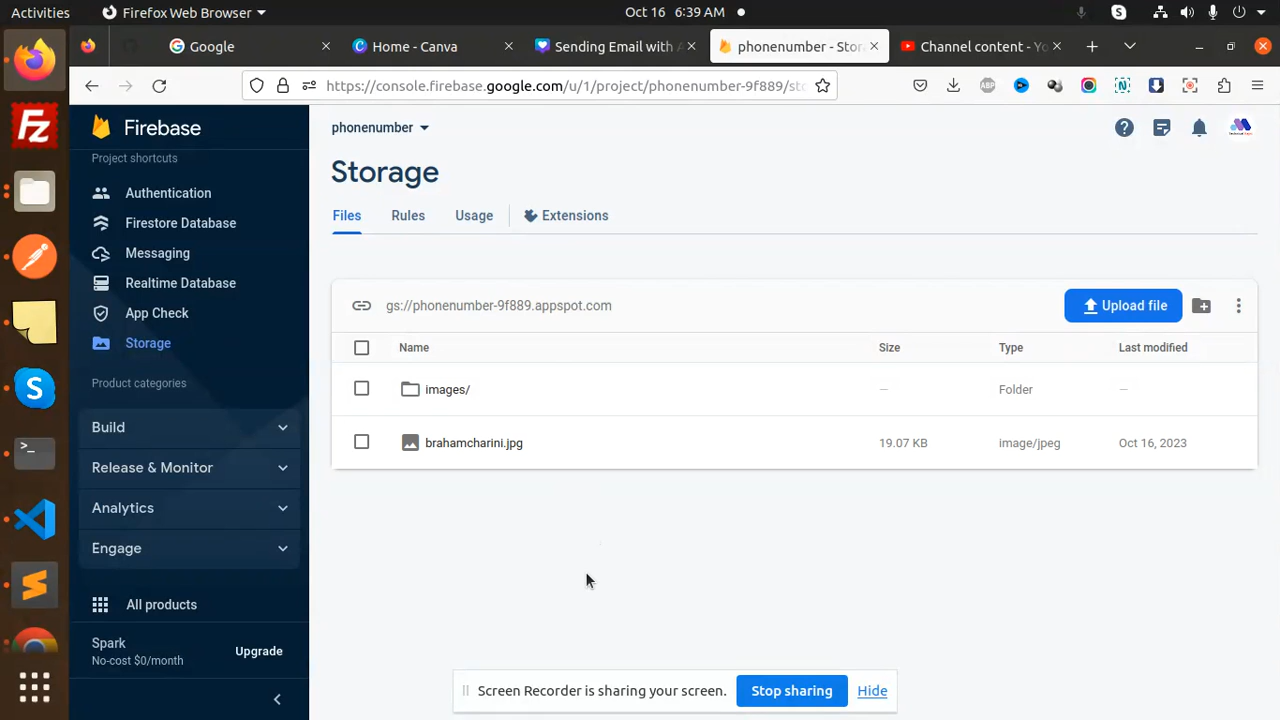 Activities
Firefox Web Browser
Oct 16 6:39 AM
Google
Home - Canva
Sending Email with
phonenumber - Stor
Channel content - Yo
https://console.firebase.google.com/u/1/project/phonenumber-9f889/sto
Firebase
Project shortcuts
Authentication
Firestore Database
Messaging
Realtime Database
App Check
Storage
Product categories
Build
Release & Monitor
Analytics
Engage
All products
Spark
No-cost $0/month
Upgrade
phonenumber
Storage
Files Rules Usage Extensions
gs://phonenumber-9f889.appspot.com
Upload file
Name Size Type Last modified
images/ — Folder —
brahamcharini.jpg 19.07 KB image/jpeg Oct 16, 2023
Screen Recorder is sharing your screen. Stop sharing Hide